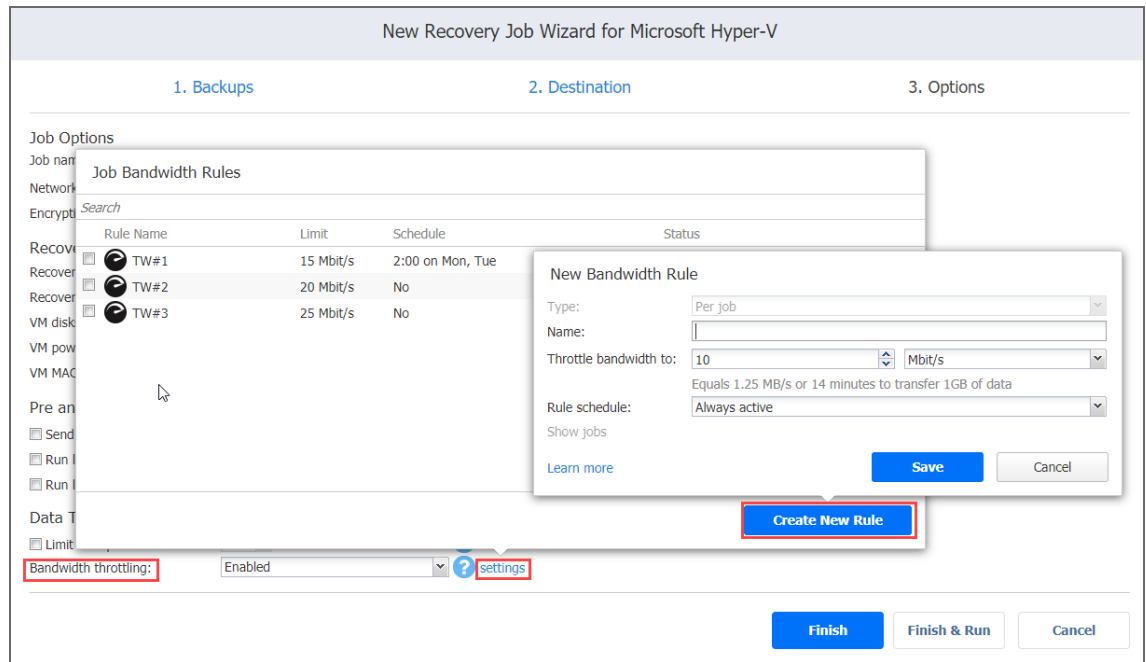 New Recovery Job Wizard for Microsoft Hyper-V
1. Backups 2. Destination 3. Options
Job Options
Job nam
Network
Encrypti
Recove
Recover
Recover
VM disk
VM pow
VM MAC
Pre an
Send
Run l
Run l
Data T
Limit
Bandwidth throttling: Enabled ? settings
Job Bandwidth Rules
Search
Rule Name Limit Schedule Status
TW#1 15 Mbit/s 2:00 on Mon, Tue
TW#2 20 Mbit/s No
TW#3 25 Mbit/s No
Create New Rule
New Bandwidth Rule
Type: Per job
Name:
Throttle bandwidth to: 10 Mbit/s
Equals 1.25 MB/s or 14 minutes to transfer 1GB of data
Rule schedule: Always active
Show jobs
Learn more Save Cancel
Finish Finish & Run Cancel